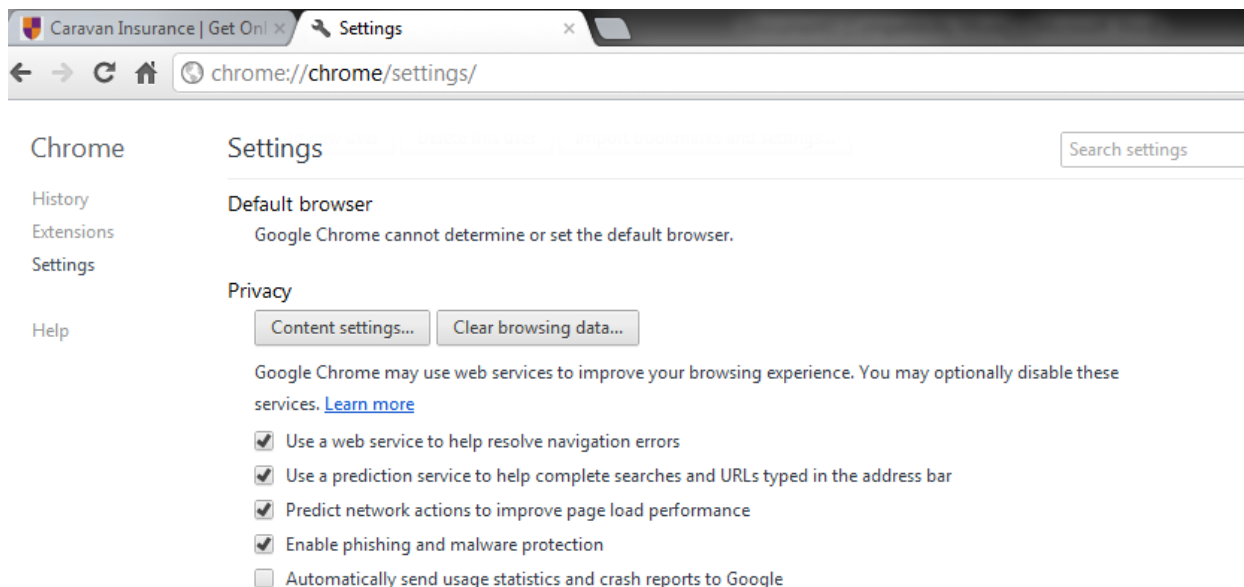 Caravan Insurance | Get Onl
Settings
chrome://chrome/settings/
Chrome
Settings
Search settings
History
Extensions
Settings
Help
Default browser
Google Chrome cannot determine or set the default browser.
Privacy
Content settings...
Clear browsing data...
Google Chrome may use web services to improve your browsing experience. You may optionally disable these
services. Learn more
Use a web service to help resolve navigation errors
Use a prediction service to help complete searches and URLs typed in the address bar
Predict network actions to improve page load performance
Enable phishing and malware protection
Automatically send usage statistics and crash reports to Google